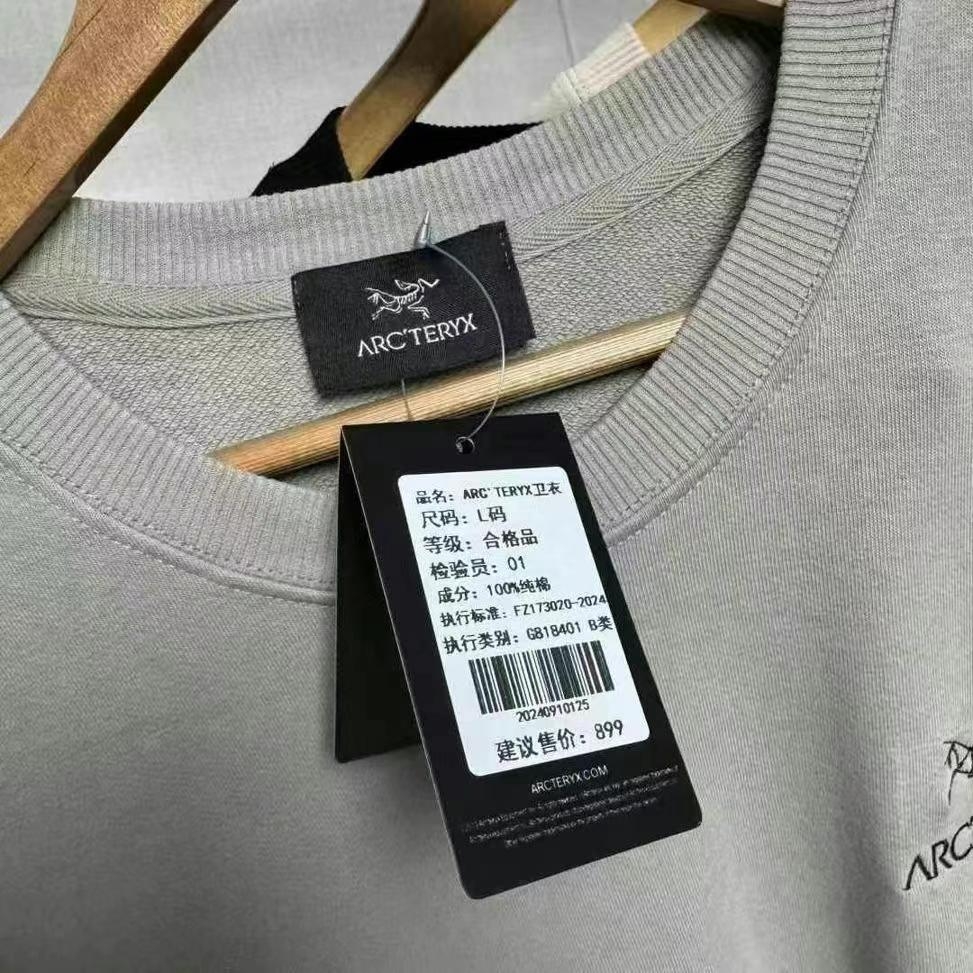 ARC'TERYX
品名: ARC'TERYX卫衣
尺码: L码
等级: 合格品
检验员: 01
成分: 100%纯棉
执行标准: FZ173020-2024
执行类别: GB18401 B类
20240910125
建议售价: 899
ARCTERYX.COM
ARC